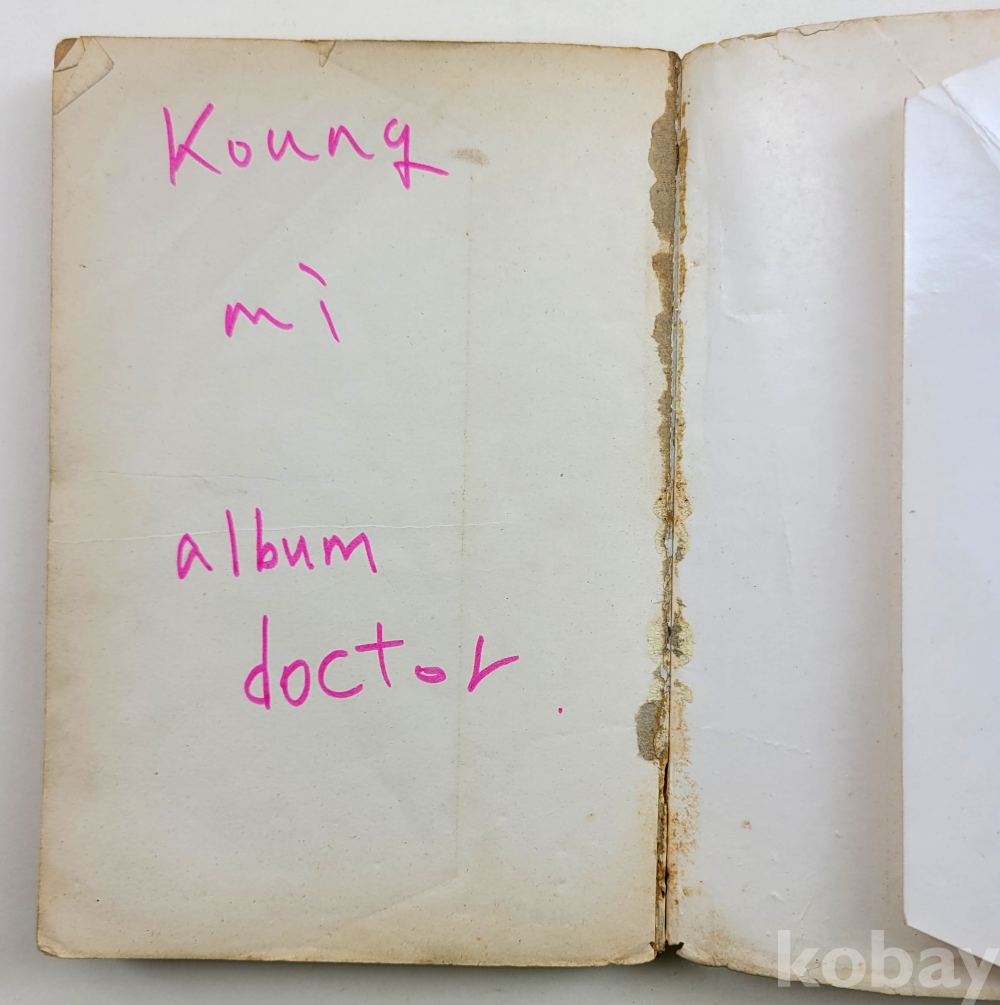 Koung
mi
album
doctor.
kobay